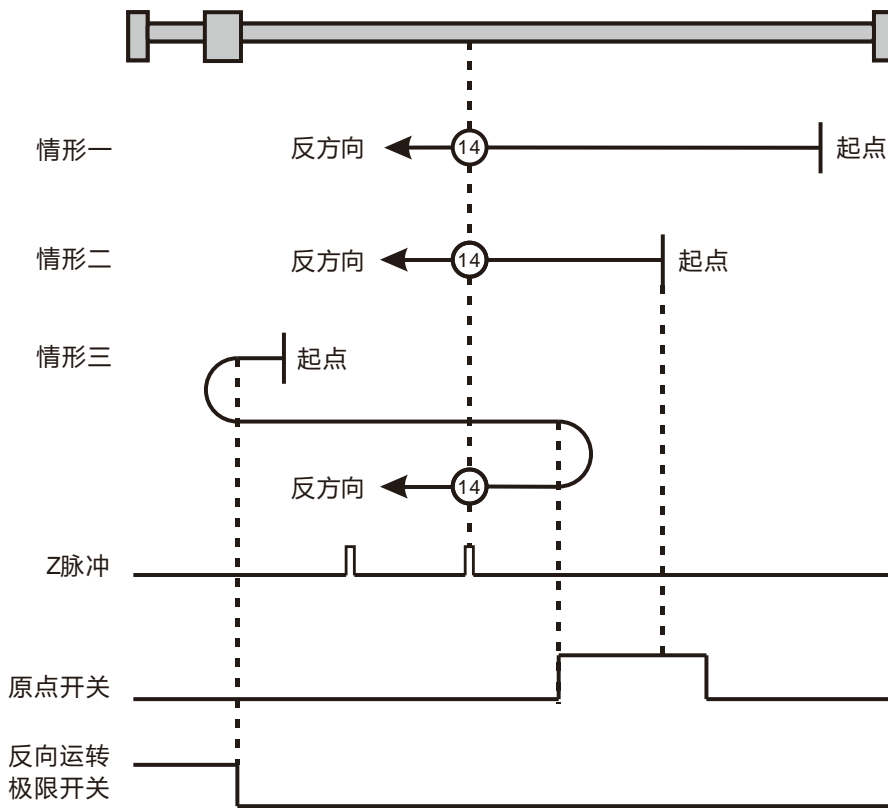 情形一
反方向
14
起点
情形二
反方向
14
起点
情形三
起点
反方向
14
Z脉冲
原点开关
反向运转
极限开关